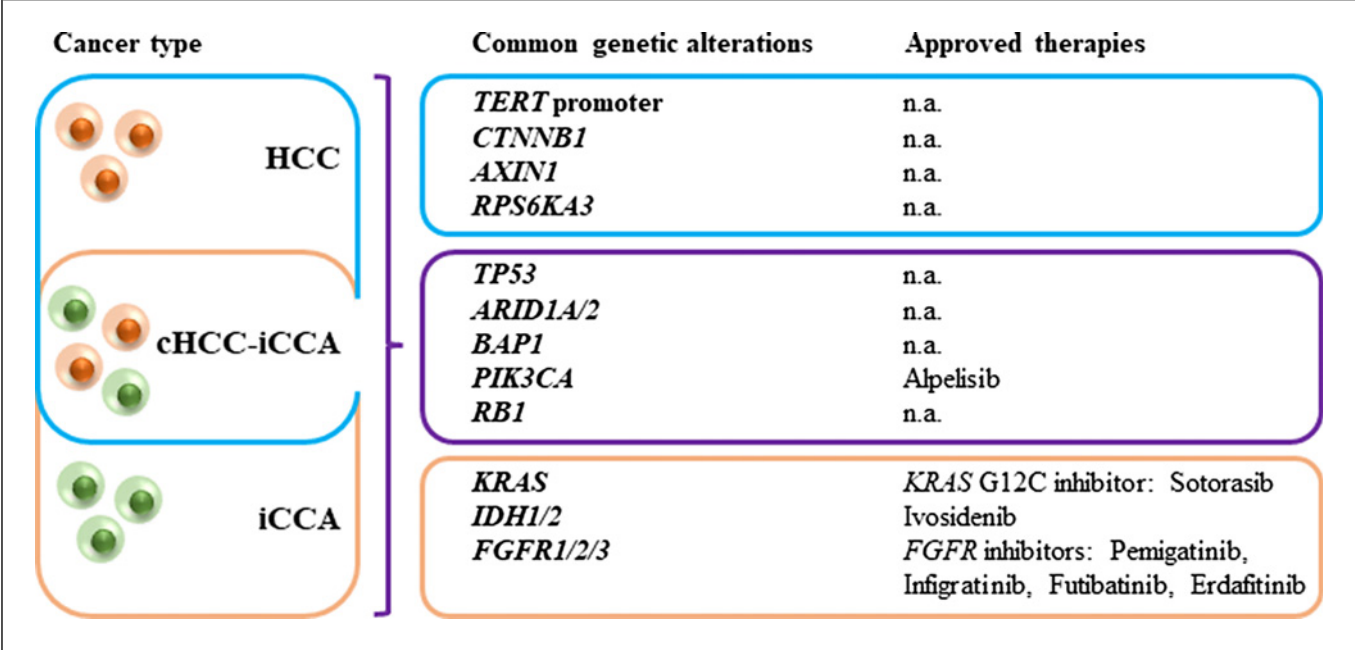 Cancer type Common genetic alterations Approved therapies
HCC
TERT promoter n.a.
CTNNB1 n.a.
AXIN1 n.a.
RPS6KA3 n.a.
cHCC-iCCA
TP53 n.a.
ARID1A/2 n.a.
BAP1 n.a.
PIK3CA Alpelisib
RB1 n.a.
iCCA
KRAS KRAS G12C inhibitor: Sotorasib
IDH1/2 Ivosidenib
FGFR1/2/3 FGFR inhibitors: Pemigatinib,
Infigratinib, Futibatinib, Erdafitinib